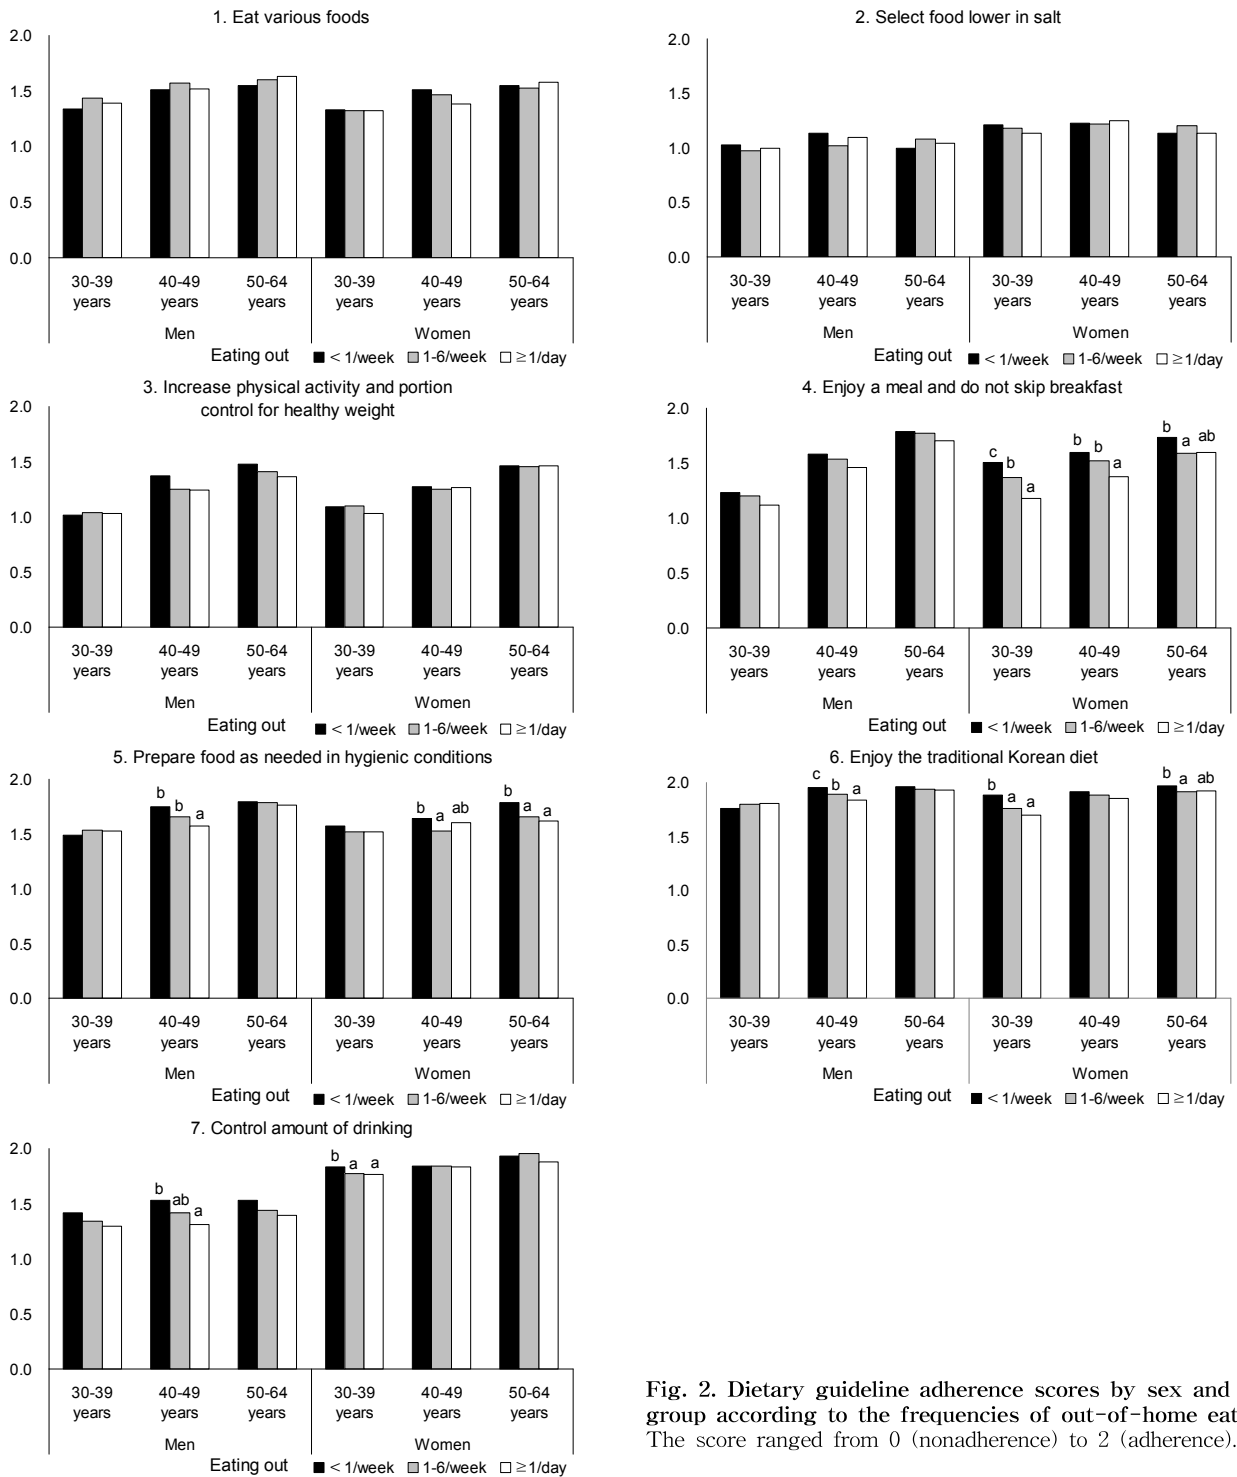 1. Eat various foods
2.0
1.5
1.0
0.5
0.0
30-39 years
40-49 years
50-64 years
30-39 years
40-49 years
50-64 years
Men
Women
Eating out ■ < 1/week ■ 1-6/week □ ≥1/day
2. Select food lower in salt
2.0
1.5
1.0
0.5
0.0
30-39 years
40-49 years
50-64 years
30-39 years
40-49 years
50-64 years
Men
Women
Eating out ■ < 1/week ■ 1-6/week □ ≥1/day
3. Increase physical activity and portion
control for healthy weight
2.0
1.5
1.0
0.5
0.0
30-39 years
40-49 years
50-64 years
30-39 years
40-49 years
50-64 years
Men
Women
Eating out ■ < 1/week ■ 1-6/week □ ≥1/day
4. Enjoy a meal and do not skip breakfast
2.0
1.5
1.0
0.5
0.0
c b a
b b a
b a ab
30-39 years
40-49 years
50-64 years
30-39 years
40-49 years
50-64 years
Men
Women
Eating out ■ < 1/week ■ 1-6/week □ ≥1/day
5. Prepare food as needed in hygienic conditions
2.0
1.5
1.0
0.5
0.0
b b a
b a ab
b a a
30-39 years
40-49 years
50-64 years
30-39 years
40-49 years
50-64 years
Men
Women
Eating out ■ < 1/week ■ 1-6/week □ ≥1/day
6. Enjoy the traditional Korean diet
2.0
1.5
1.0
0.5
0.0
c b a
b a a
b a ab
30-39 years
40-49 years
50-64 years
30-39 years
40-49 years
50-64 years
Men
Women
Eating out ■ < 1/week ■ 1-6/week □ ≥1/day
7. Control amount of drinking
2.0
1.5
1.0
0.5
0.0
b ab a
b a a
30-39 years
40-49 years
50-64 years
30-39 years
40-49 years
50-64 years
Men
Women
Eating out ■ < 1/week ■ 1-6/week □ ≥1/day
Fig. 2. Dietary guideline adherence scores by sex and
group according to the frequencies of out-of-home eat
The score ranged from 0 (nonadherence) to 2 (adherence).